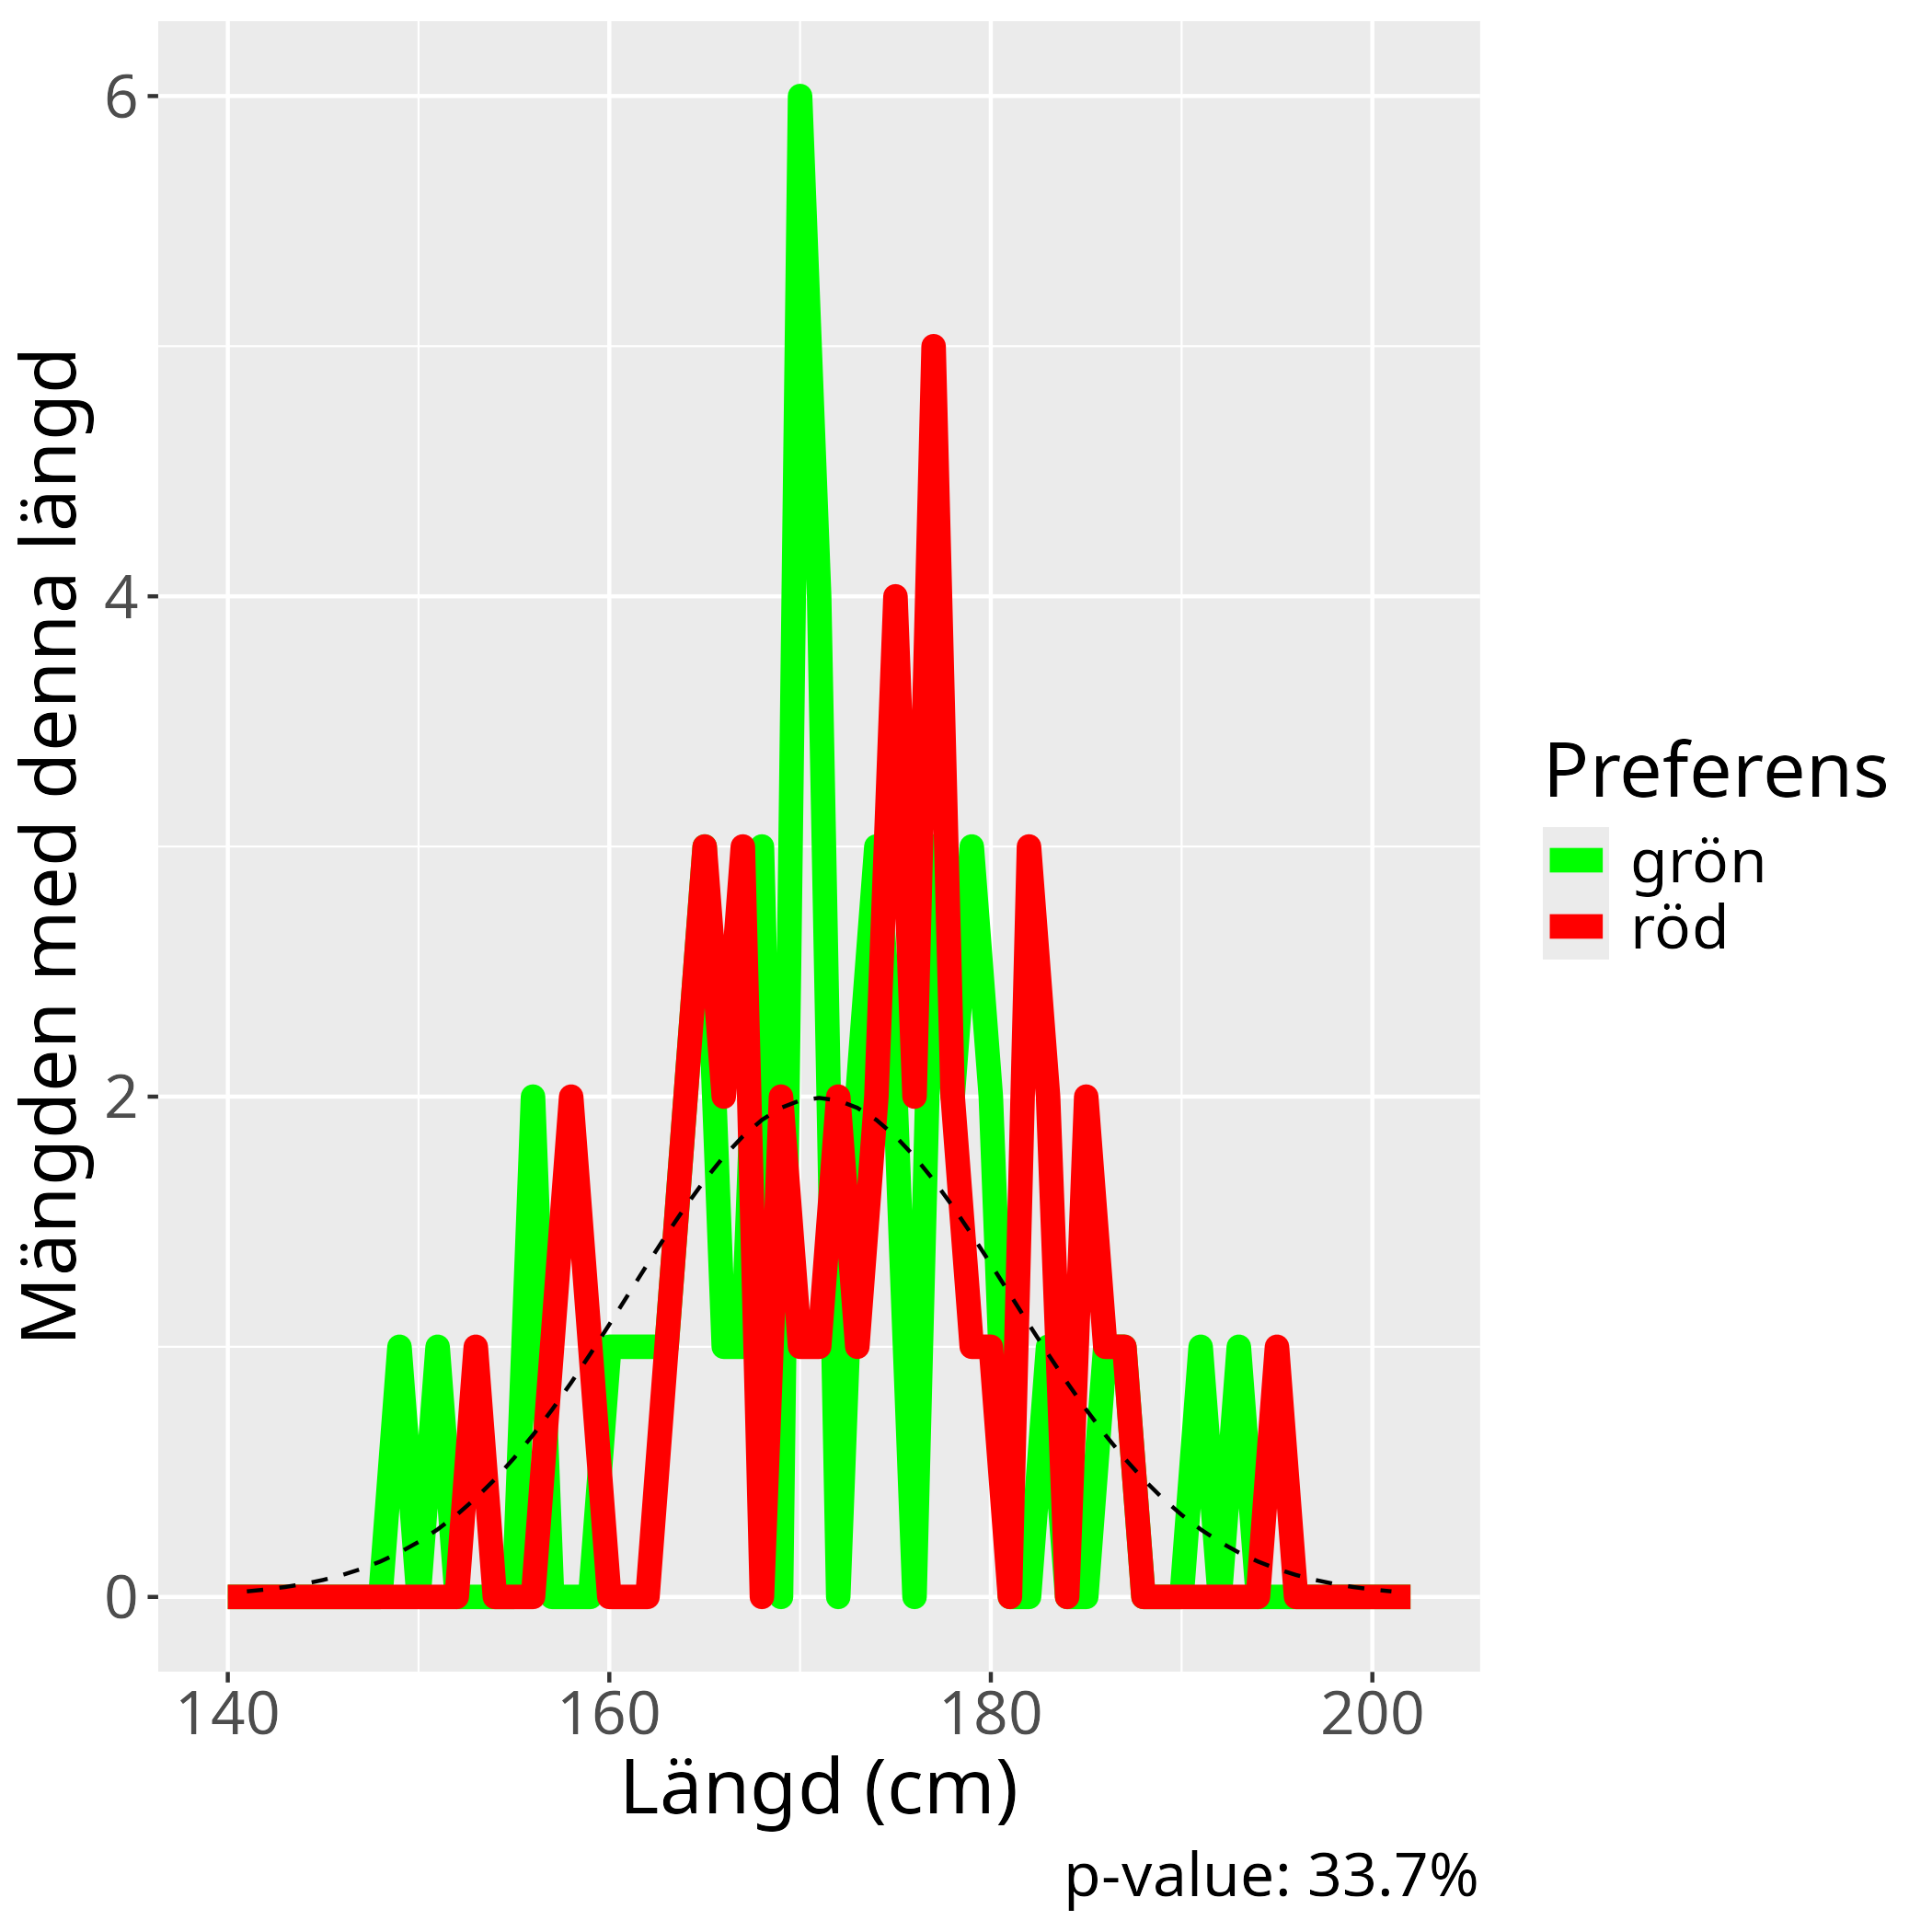 6
4
2
0
Mängden med denna längd
140 160 180 200
Längd (cm)
p-value: 33.7%
Preferens
grön
röd